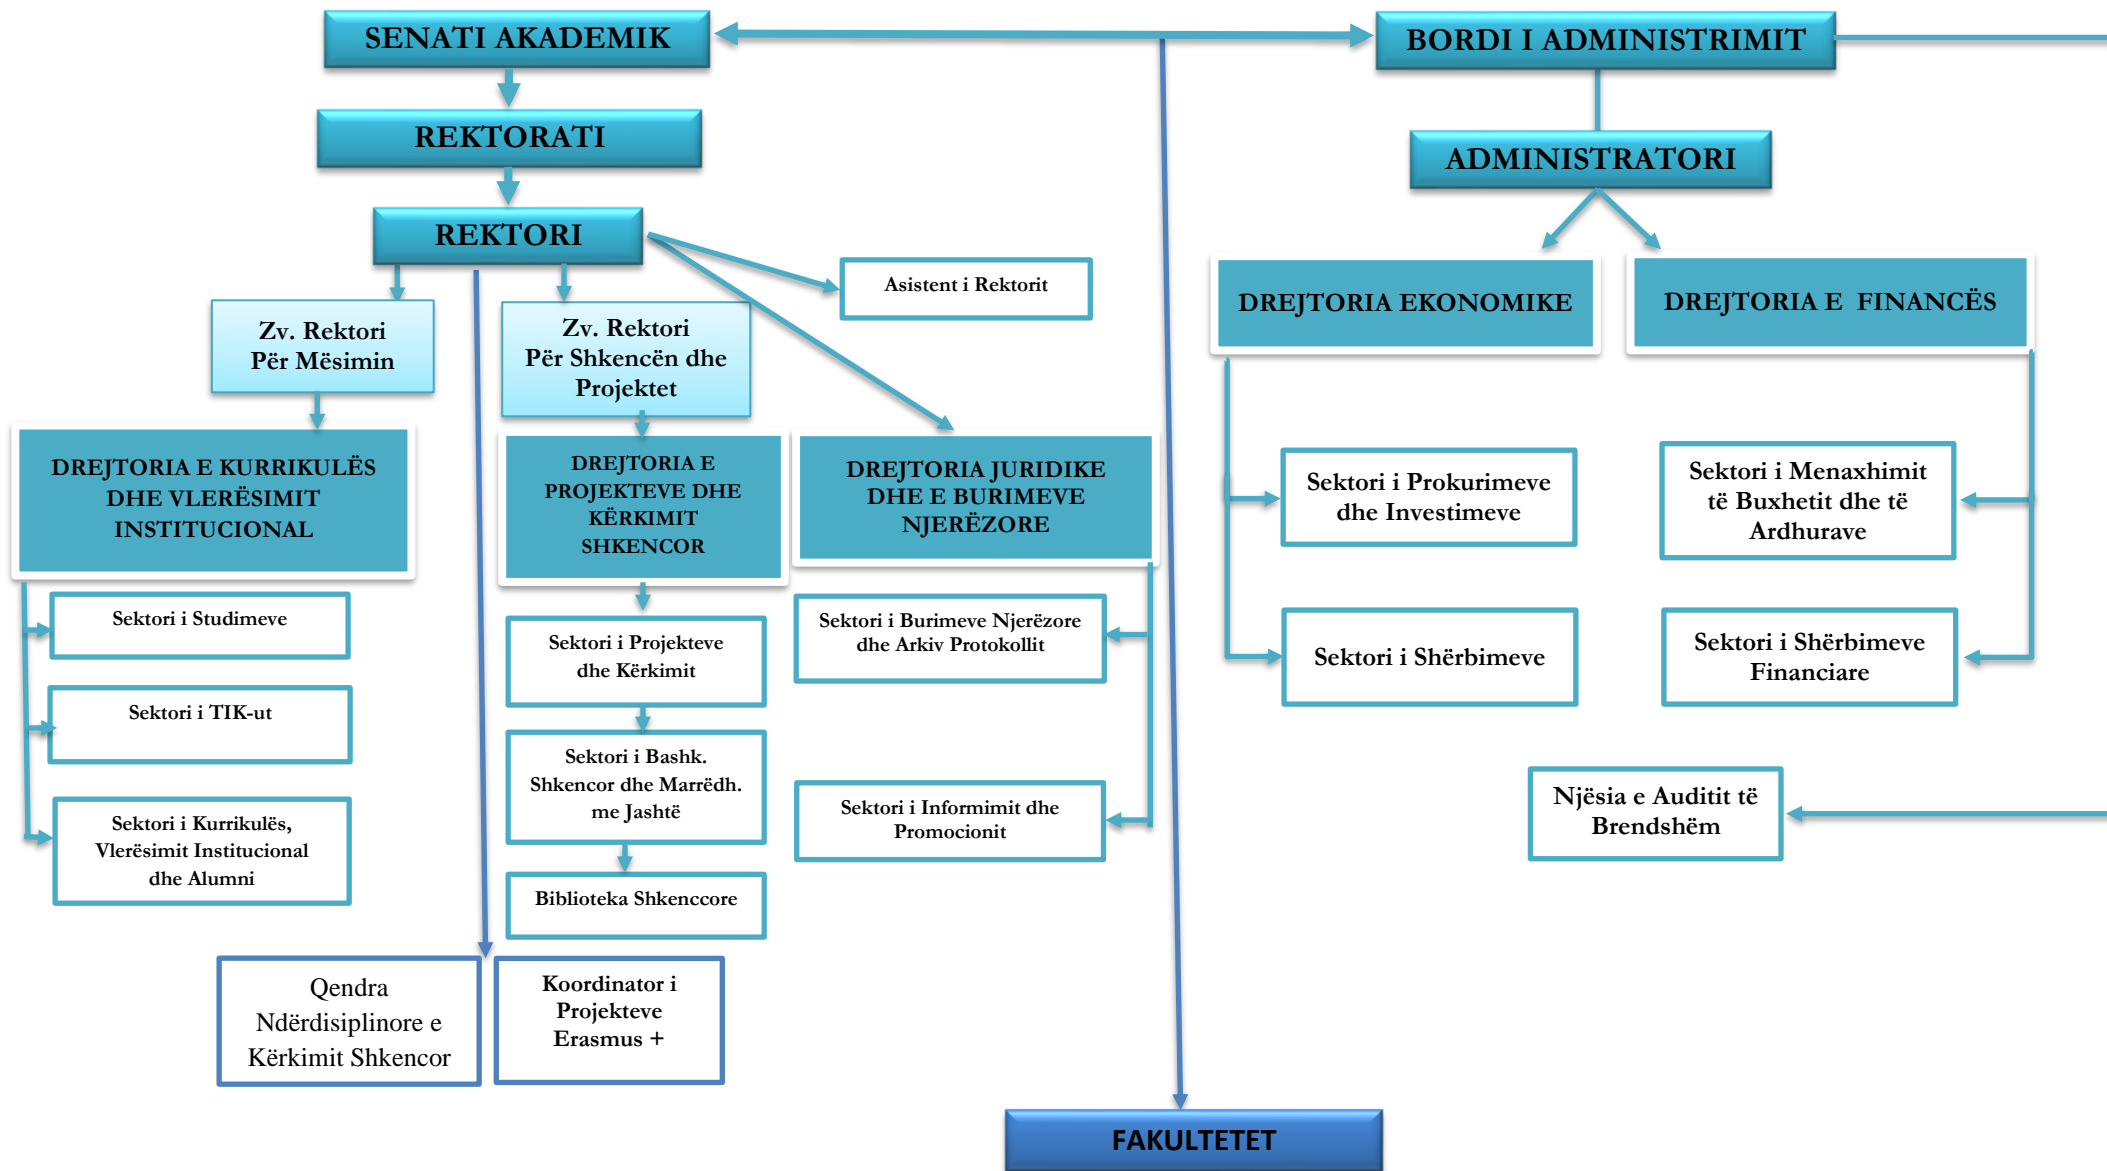 SENATI AKADEMIK
BORDI I ADMINISTRIMIT
REKTORATI
ADMINISTRATORI
REKTORI
Asistent i Rektorit
DREJTORIA EKONOMIKE
DREJTORIA E FINANCËS
Zv. Rektori
Për Mësimin
Zv. Rektori
Për Shkencën dhe
Projektet
DREJTORIA E KURRIKULËS
DHE VLERËSIMIT
INSTITUCIONAL
DREJTORIA E
PROJEKTEVE DHE
KËRKIMIT
SHKENCOR
DREJTORIA JURIDIKE
DHE E BURIMEVE
NJERËZORE
Sektori i Prokurimeve
dhe Investimeve
Sektori i Menaxhimit
të Buxhetit dhe të
Ardhurave
Sektori i Studimeve
Sektori i Projekteve
dhe Kërkimit
Sektori i Burimeve Njerëzore
dhe Arkiv Protokollit
Sektori i Shërbimeve
Sektori i Shërbimeve
Financiare
Sektori i TIK-ut
Sektori i Bashk.
Shkencor dhe Marrëdh.
me Jashtë
Sektori i Informimit dhe
Promocionit
Njësia e Auditit të
Brendshëm
Sektori i Kurrikulës,
Vlerësimit Institucional
dhe Alumni
Biblioteka Shkenccore
Qendra
Ndërdisiplinore e
Kërkimit Shkencor
Koordinator i
Projekteve
Erasmus +
FAKULTETET